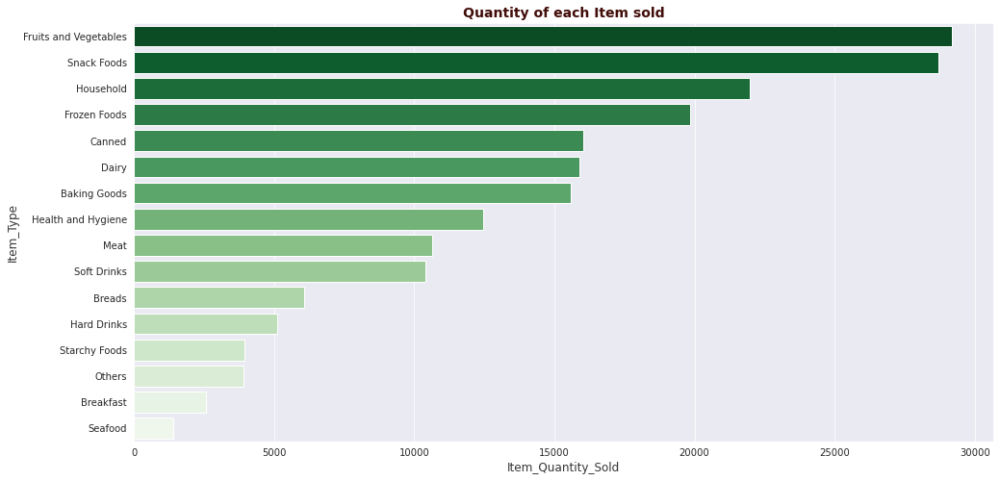 Quantity of each Item sold
Item_Type
Fruits and Vegetables
Snack Foods
Household
Frozen Foods
Canned
Dairy
Baking Goods
Health and Hygiene
Meat
Soft Drinks
Breads
Hard Drinks
Starchy Foods
Others
Breakfast
Seafood
0 5000 10000 15000 20000 25000 30000
Item_Quantity_Sold